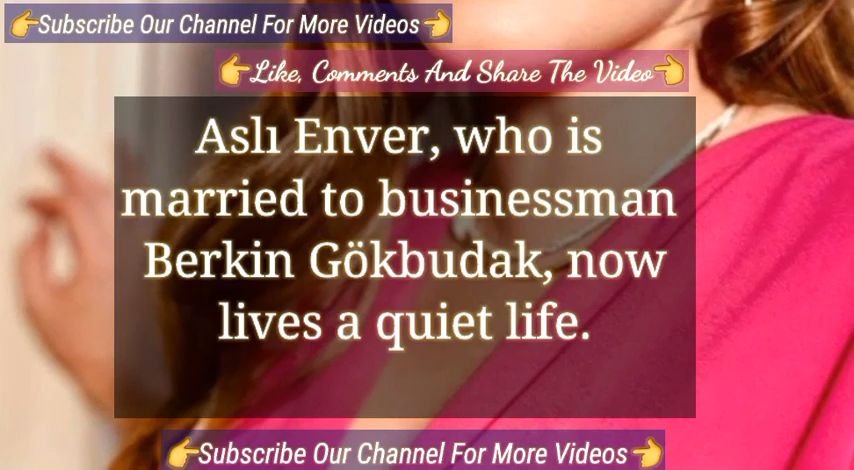 👉Subscribe Our Channel For More Videos👈
👉Like, Comments And Share The Video👈
Aslı Enver, who is
married to businessman
Berkin Gökbudak, now
lives a quiet life.
👉Subscribe Our Channel For More Videos👈